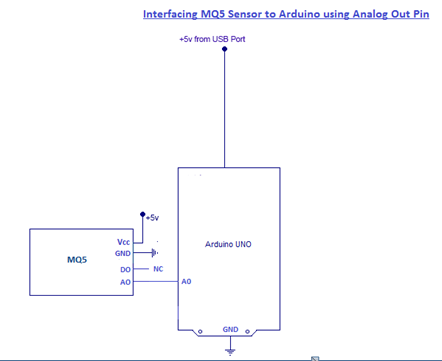 Interfacing MQ5 Sensor to Arduino using Analog Out Pin
+5v from USB Port
+5v
Vcc
GND
MQ5
Arduino UNO
DO
NC
AO
A0
GND